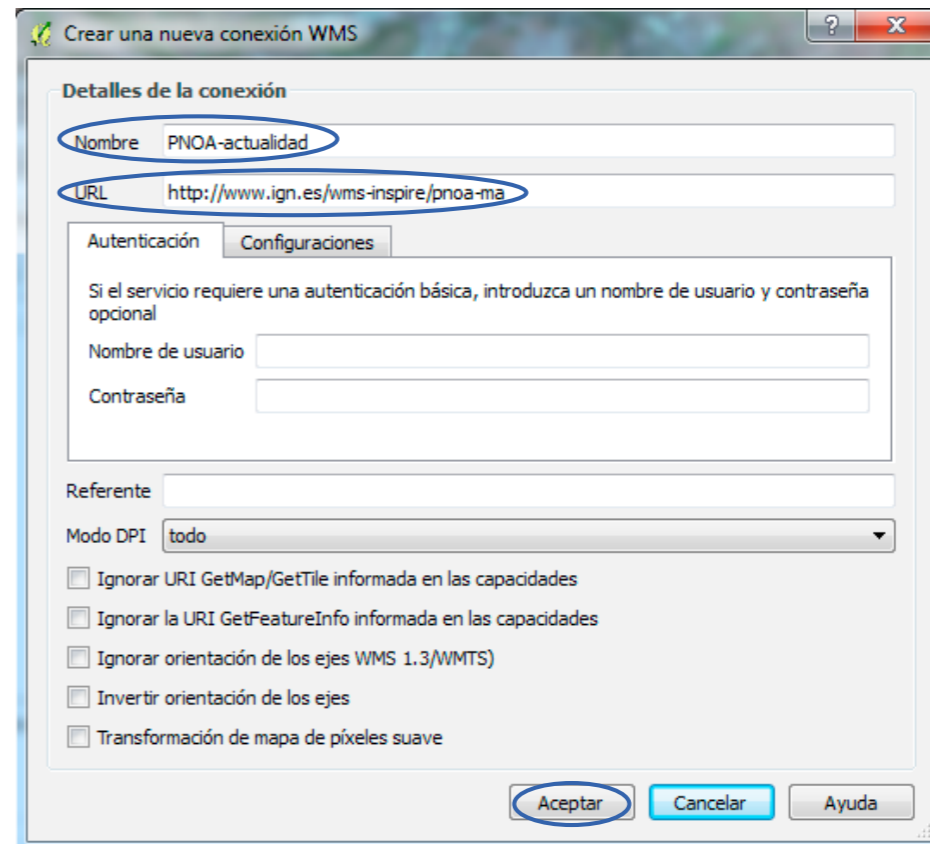 Crear una nueva conexión WMS
Detalles de la conexión
Nombre PNOA-actualidad
URL http://www.ign.es/wms-inspire/pnoa-ma
Autenticación Configuraciones
Si el servicio requiere una autenticación básica, introduzca un nombre de usuario y contraseña
opcional
Nombre de usuario
Contraseña
Referente
Modo DPI todo
Ignorar URI GetMap/GetTile informada en las capacidades
Ignorar la URI GetFeatureInfo informada en las capacidades
Ignorar orientación de los ejes WMS 1.3/WMTS)
Invertir orientación de los ejes
Transformación de mapa de píxeles suave
Aceptar Cancelar Ayuda